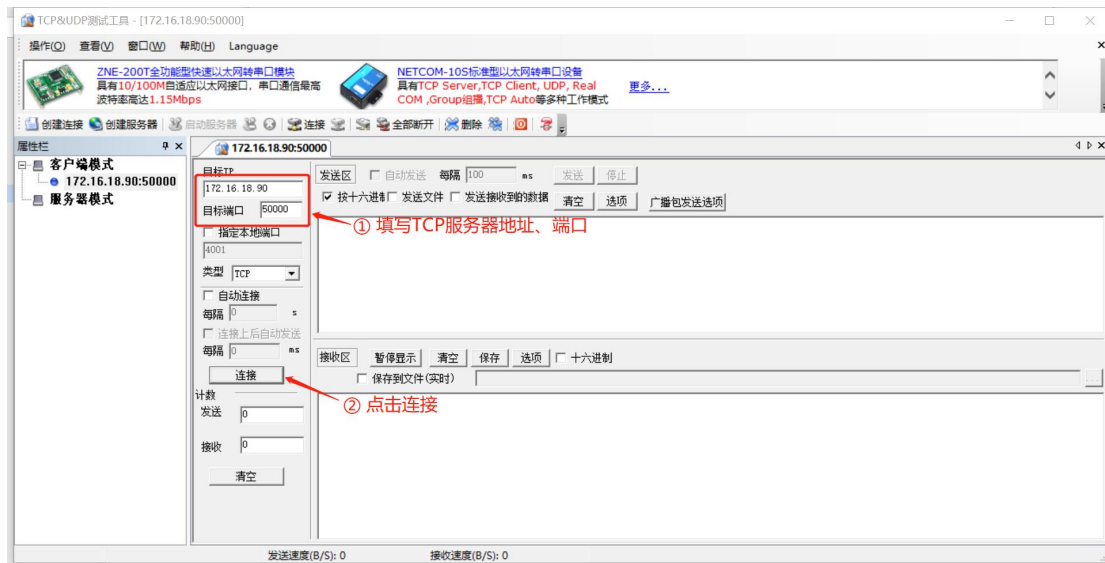 TCP&UDP测试工具 - [172.16.18.90:50000]
操作(O) 查看(V) 窗口(W) 帮助(H) Language
ZNE-200T全功能型快速以太网转串口模块
具有10/100M自适应以太网接口，串口通信最高
波特率高达1.15Mbps
NETCOM-10S标准型以太网转串口设备
具有TCP Server,TCP Client, UDP, Real
COM ,Group组播,TCP Auto等多种工作模式
更多...
创建连接 创建服务器 启动服务器 连接 全部断开 删除
属性栏
172.16.18.90:50000
客户端模式
172.16.18.90:50000
服务器模式
目标IP
172.16.18.90
目标端口 50000
指定本地端口
4001
类型 TCP
自动连接
每隔 0 s
连接上后自动发送
每隔 0 ms
连接
计数
发送 0
接收 0
清空
发送区 自动发送 每隔 100 ms 发送 停止
按十六进制 发送文件 发送接收到的数据 清空 选项 广播包发送选项
① 填写TCP服务器地址、端口
接收区 暂停显示 清空 保存 选项 十六进制
保存到文件(实时)
...
② 点击连接
发送速度(B/S): 0 接收速度(B/S): 0